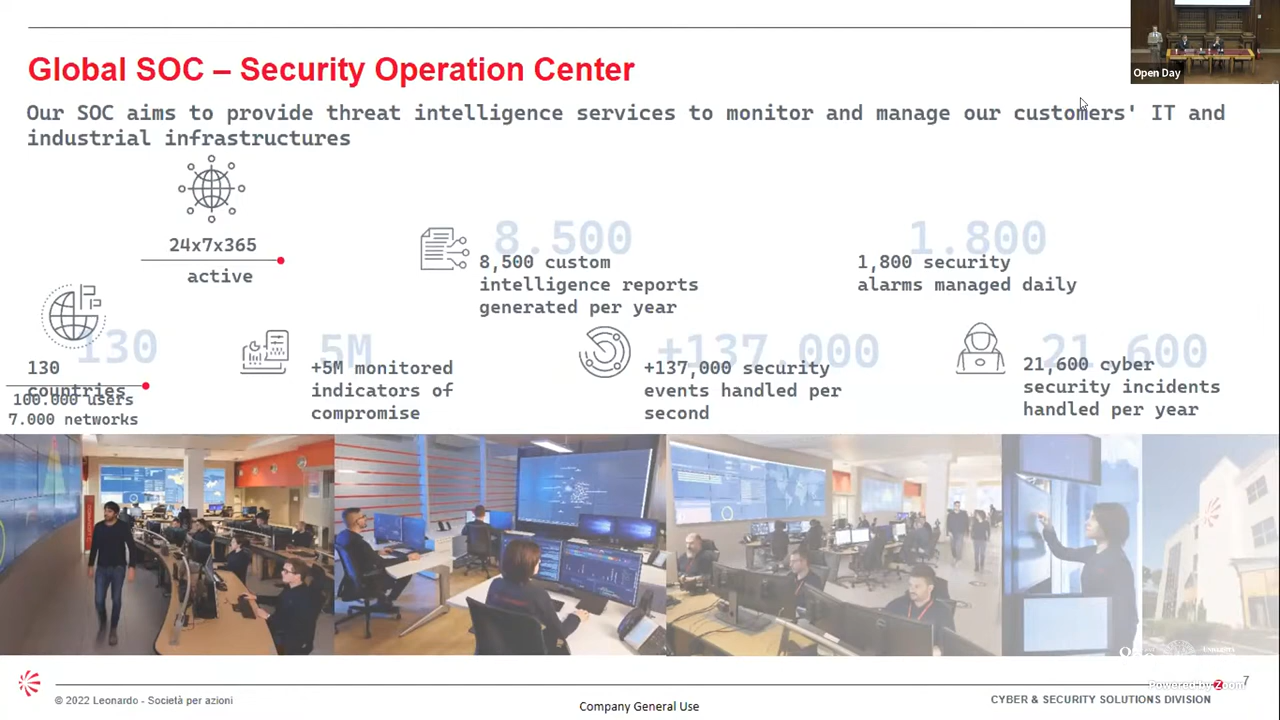 Global SOC – Security Operation Center
Open Day
Our SOC aims to provide threat intelligence services to monitor and manage our customers' IT and
industrial infrastructures
24x7x365
active
8.500
8,500 custom
intelligence reports
generated per year
1.800
1,800 security
alarms managed daily
130
130
countries
100.000 users
7.000 networks
5M
+5M monitored
indicators of
compromise
+137.000
+137,000 security
events handled per
second
21.600
21,600 cyber
security incidents
handled per year
Powered by Zoom
7
© 2022 Leonardo - Società per azioni
Company General Use
CYBER & SECURITY SOLUTIONS DIVISION